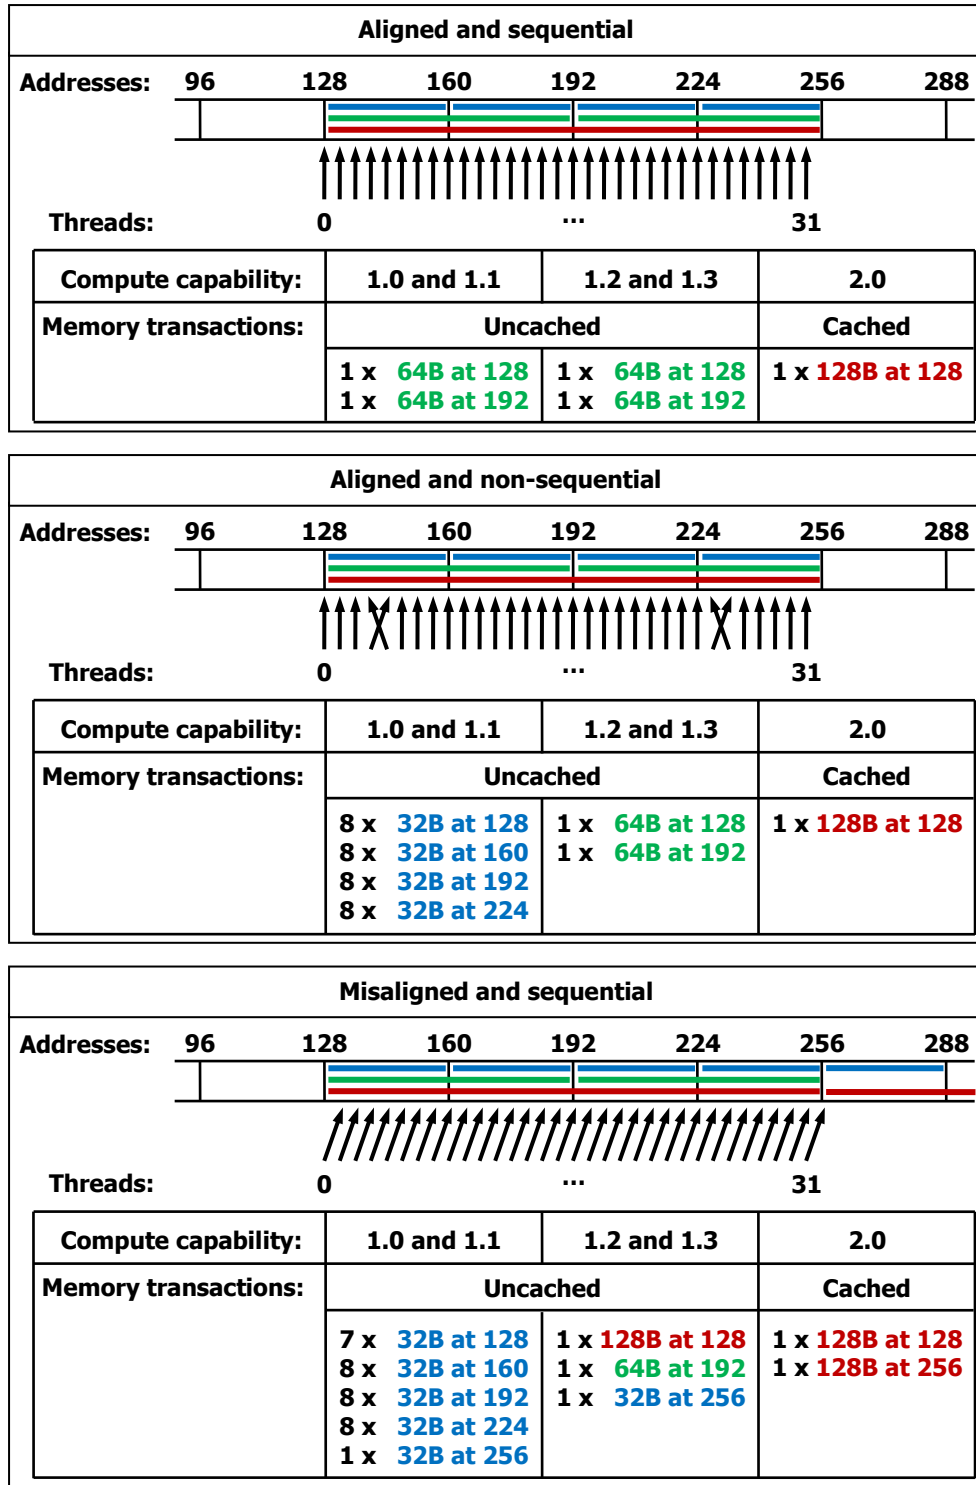 Aligned and sequential
Addresses: 96 128 160 192 224 256 288
Threads: 0 ... 31
Compute capability: 1.0 and 1.1 1.2 and 1.3 2.0
Memory transactions: Uncached Cached
1 x 64B at 128 1 x 64B at 128 1 x 128B at 128
1 x 64B at 192 1 x 64B at 192
Aligned and non-sequential
Addresses: 96 128 160 192 224 256 288
Threads: 0 ... 31
Compute capability: 1.0 and 1.1 1.2 and 1.3 2.0
Memory transactions: Uncached Cached
8 x 32B at 128 1 x 64B at 128 1 x 128B at 128
8 x 32B at 160 1 x 64B at 192
8 x 32B at 192
8 x 32B at 224
Misaligned and sequential
Addresses: 96 128 160 192 224 256 288
Threads: 0 ... 31
Compute capability: 1.0 and 1.1 1.2 and 1.3 2.0
Memory transactions: Uncached Cached
7 x 32B at 128 1 x 128B at 128 1 x 128B at 128
8 x 32B at 160 1 x 64B at 192 1 x 128B at 256
8 x 32B at 192 1 x 32B at 256
8 x 32B at 224
1 x 32B at 256